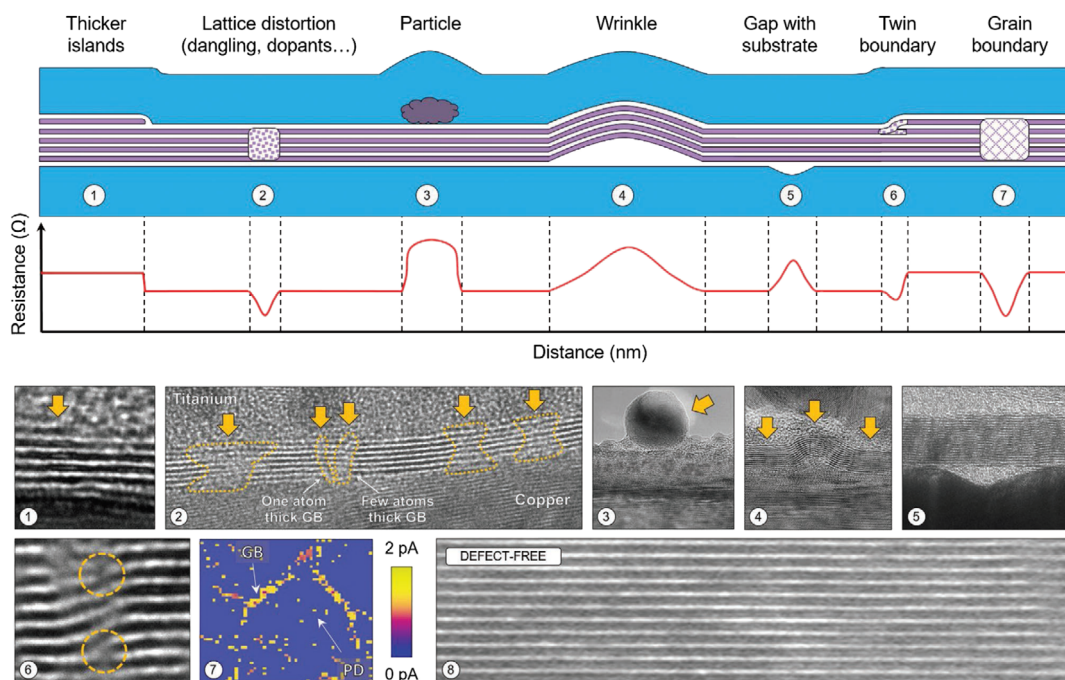 Thicker
islands
Lattice distortion
(dangling, dopants…)
Particle
Wrinkle
Gap with
substrate
Twin
boundary
Grain
boundary
1
2
3
4
5
6
7
Resistance (Ω)
Distance (nm)
1
Titanium
One atom
thick GB
Few atoms
thick GB
Copper
2
3
4
5
6
GB
PD
7
2 pA
0 pA
DEFECT-FREE
8